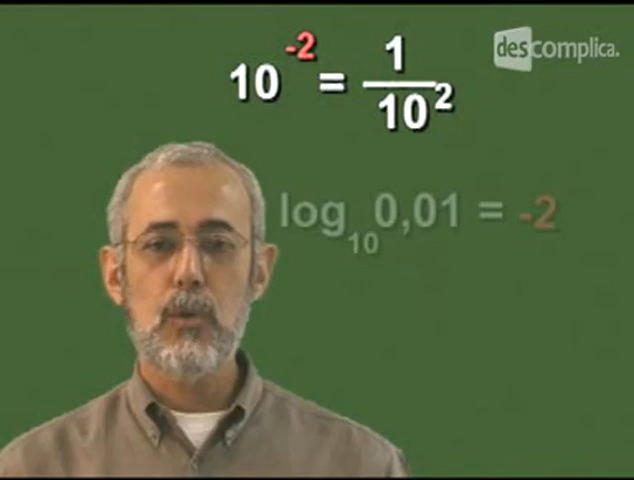 descomplica.
10^-2 = 1/10^2
log_10 0,01 = -2